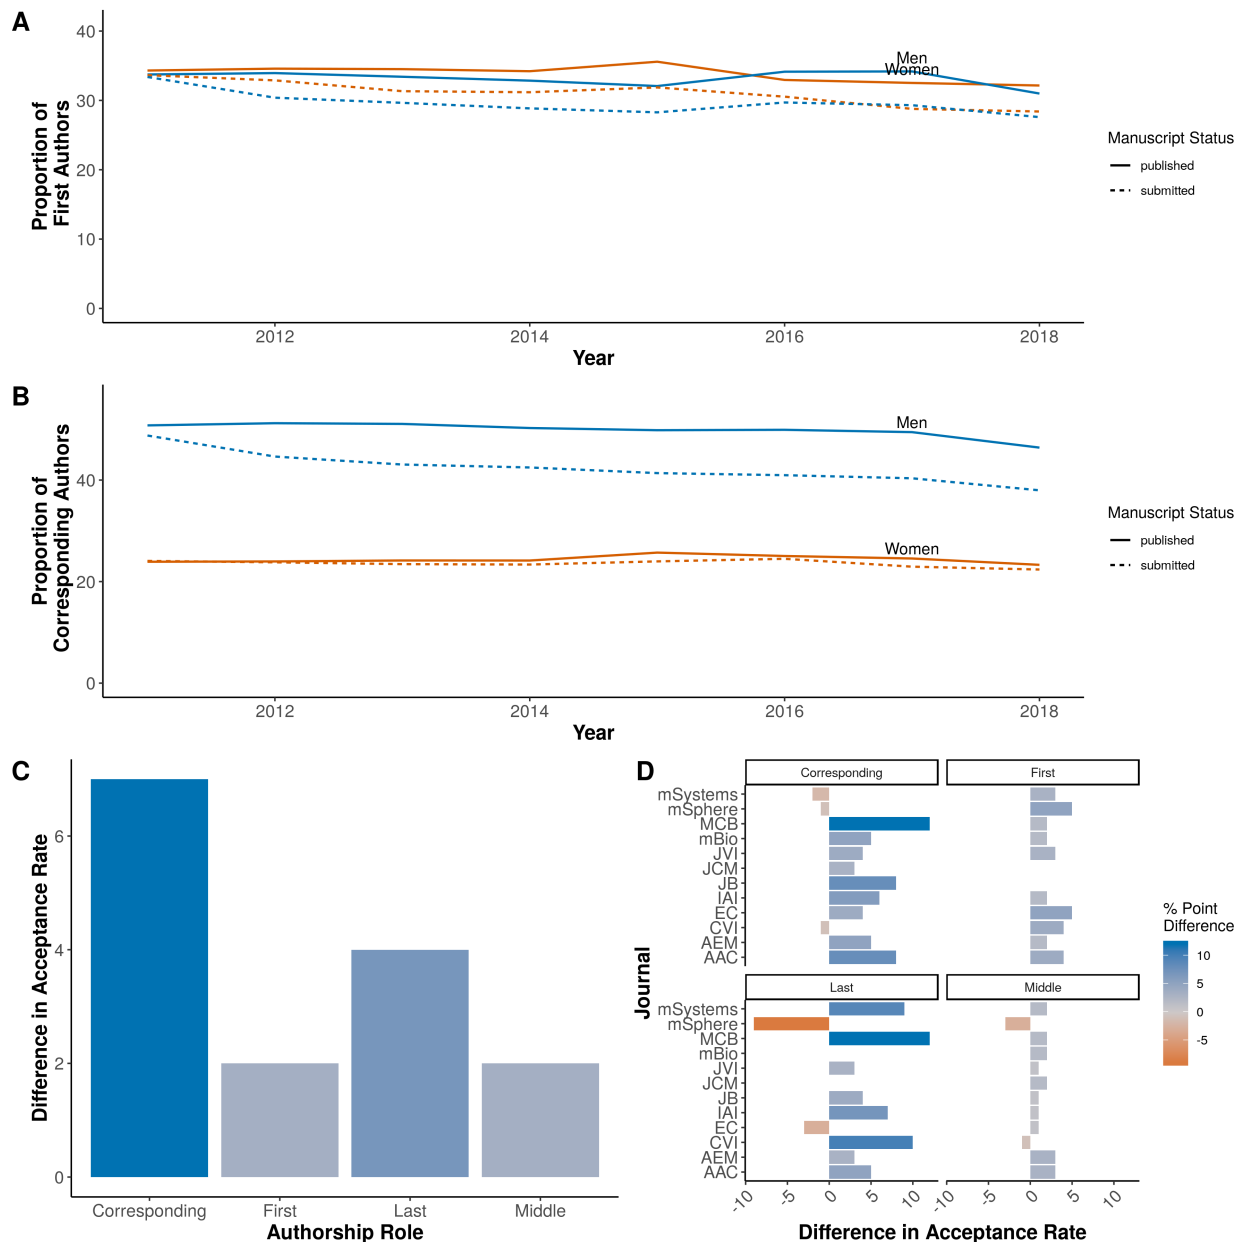 A
40
30
20
10
0
Proportion of
First Authors
Men
Women
2012
2014
2016
2018
Year
Manuscript Status
published
submitted
B
40
20
0
Proportion of
Corresponding Authors
Men
Women
2012
2014
2016
2018
Year
Manuscript Status
published
submitted
C
6
4
2
0
Difference in Acceptance Rate
Corresponding
First
Last
Middle
Authorship Role
D
Corresponding
First
mSystems
mSphere
MCB
mBio
JVI
JCM
JB
IAI
EC
CVI
AEM
AAC
Journal
Last
Middle
mSystems
mSphere
MCB
mBio
JVI
JCM
JB
IAI
EC
CVI
AEM
AAC
-10
-5
0
5
10
-10
-5
0
5
10
Difference in Acceptance Rate
% Point
Difference
10
5
0
-5